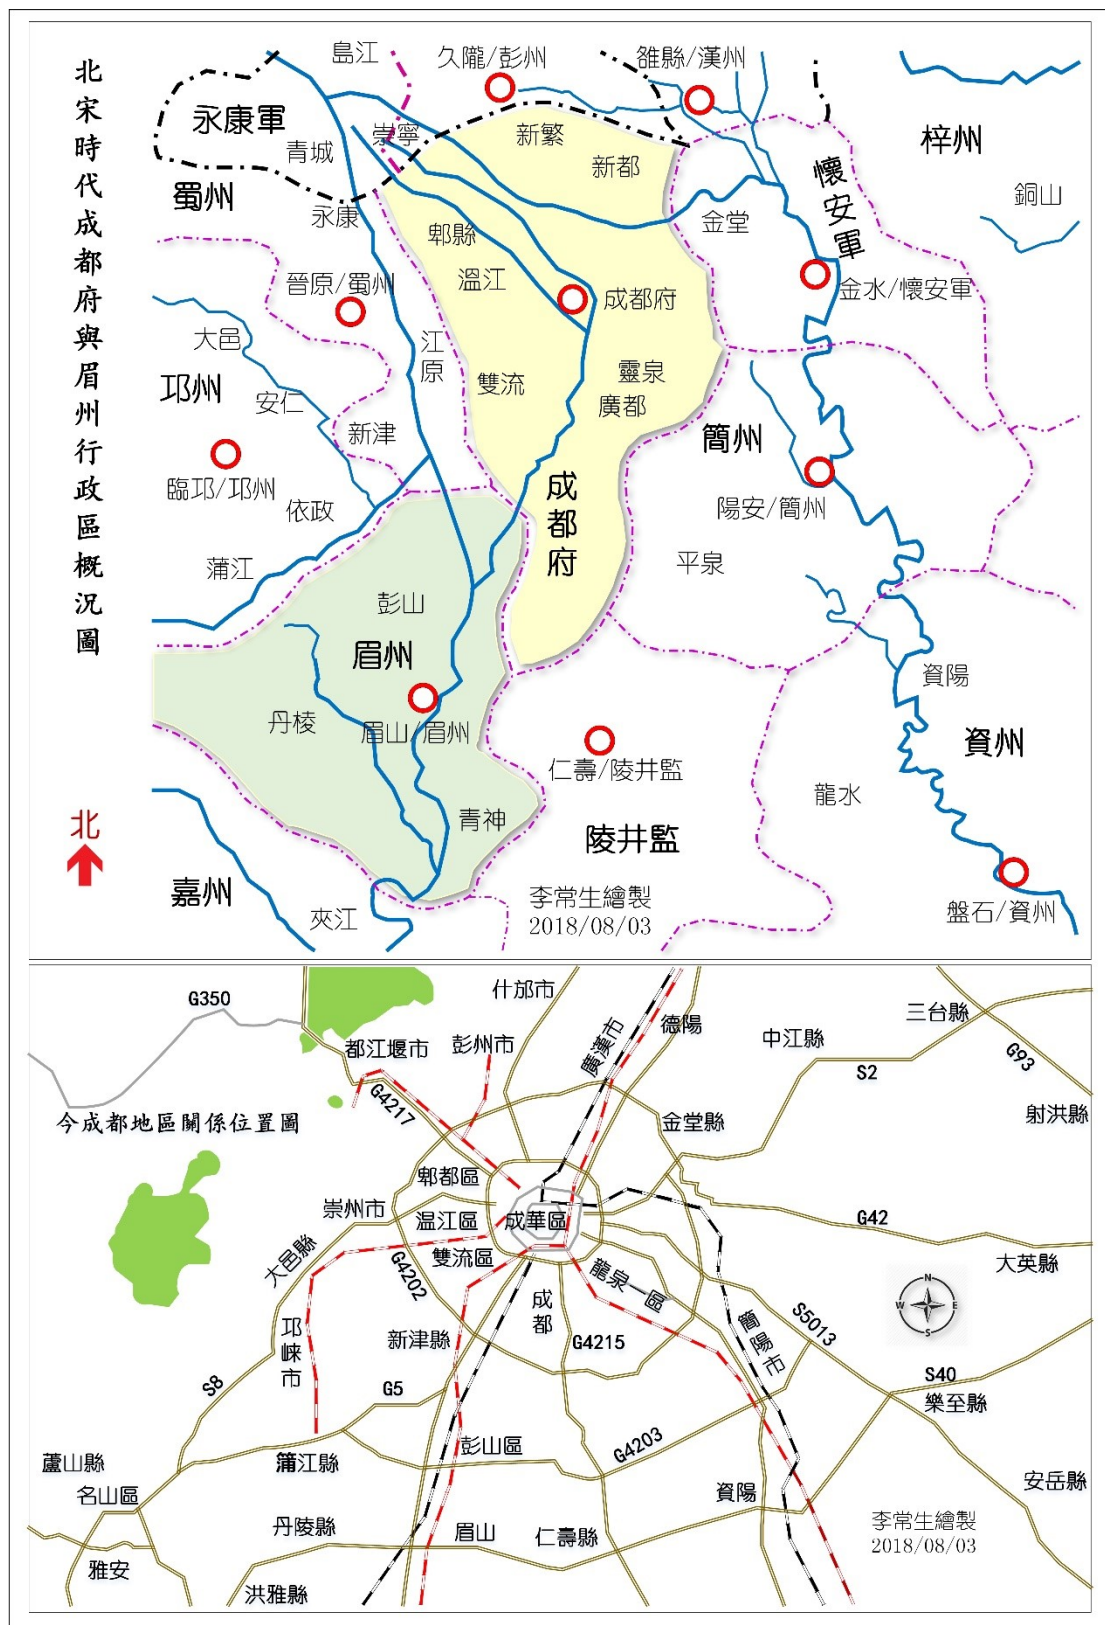 北宋時代成都府與眉州行政區概況圖
島江
久隴/彭州
雒縣/漢州
永康軍
青城
崇寧
新繁
新都
梓州
蜀州
永康
郫縣
金堂
懷安軍
銅山
晉原/蜀州
溫江
成都府
金水/懷安軍
大邑
江原
邛州
雙流
靈泉
安仁
廣都
新津
簡州
臨邛/邛州
依政
成都府
陽安/簡州
蒲江
平泉
彭山
眉州
資陽
丹棱
眉山/眉州
資州
仁壽/陵井監
龍水
北
青神
陵井監
嘉州
夾江
李常生繪製
2018/08/03
盤石/資州
G350
什邡市
都江堰市
彭州市
廣漢市
德陽
中江縣
三台縣
G93
S2
G4217
射洪縣
今成都地區關係位置圖
金堂縣
郫都區
崇州市
温江區
成華區
G42
大邑縣
雙流區
G4202
龍泉一區
大英縣
N
W
E
S
成都
邛崍市
新津縣
G4215
簡陽市
S5013
S8
G5
S40
樂至縣
彭山區
G4203
蘆山縣
蒲江縣
名山區
資陽
安岳縣
丹陵縣
眉山
仁壽縣
李常生繪製
2018/08/03
雅安
洪雅縣